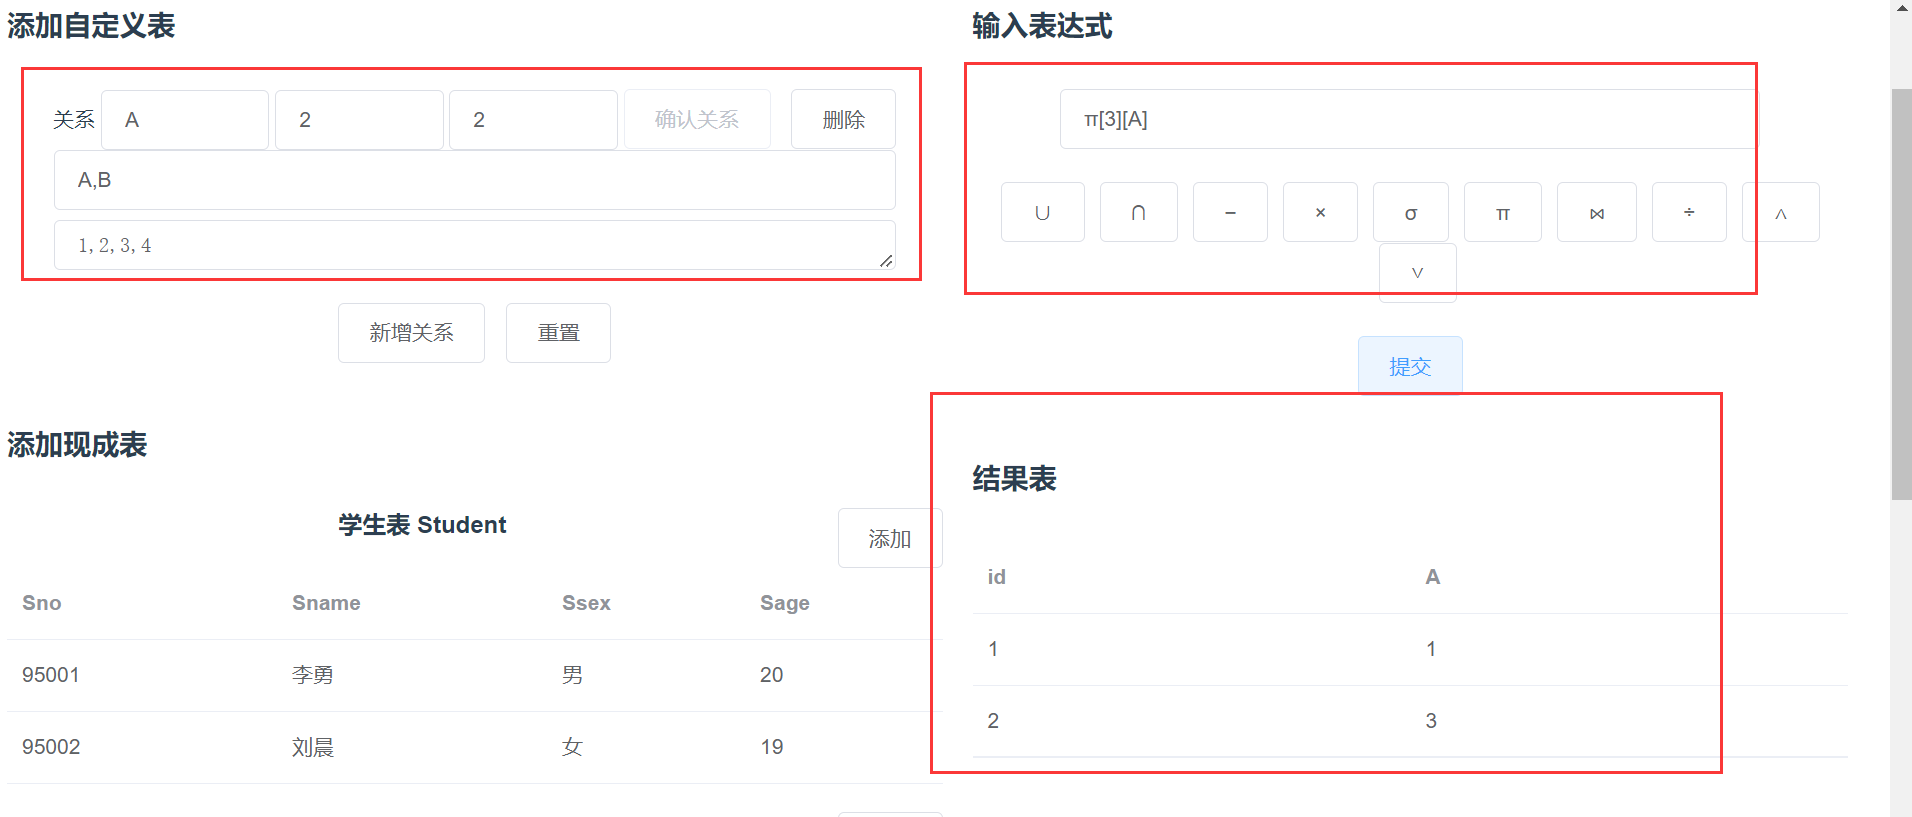 添加自定义表
关系 A 2 2 确认关系 删除
A,B
1,2,3,4
新增关系 重置
添加现成表
学生表 Student
添加
Sno Sname Ssex Sage
95001 李勇 男 20
95002 刘晨 女 19
输入表达式
π[3][A]
∪ ∩ − × σ π ⋈ ÷ ∧
∨
提交
结果表
id A
1 1
2 3